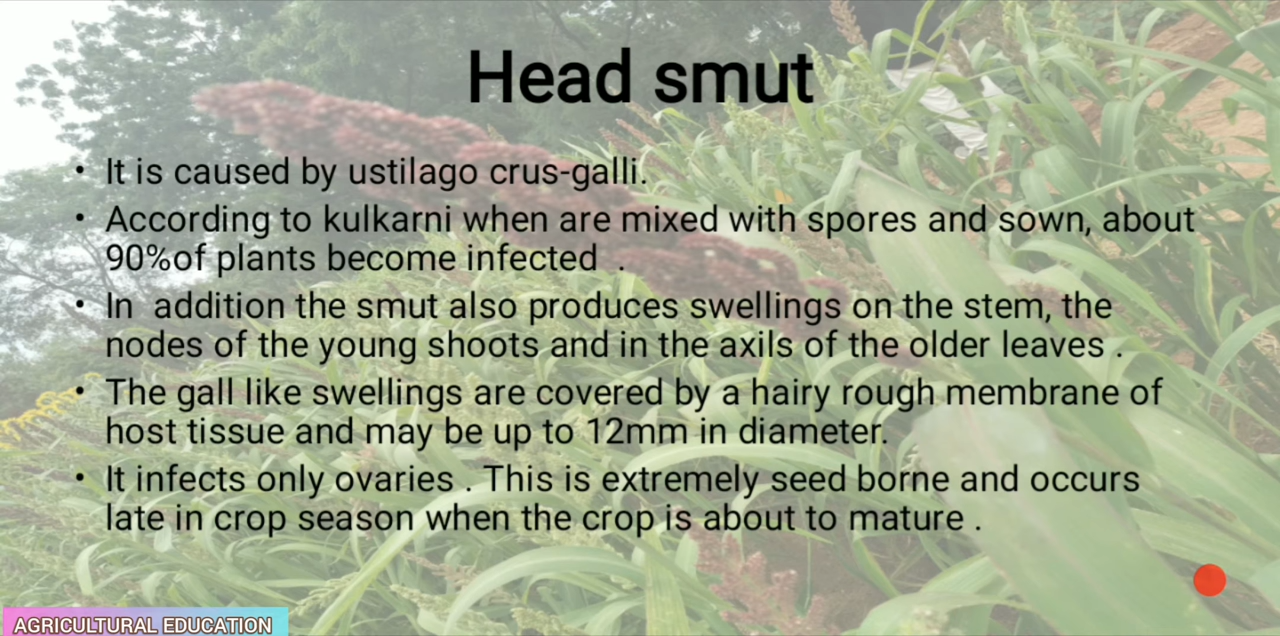 Head smut
• It is caused by ustilago crus-galli.
• According to kulkarni when are mixed with spores and sown, about
90%of plants become infected .
• In addition the smut also produces swellings on the stem, the
nodes of the young shoots and in the axils of the older leaves .
• The gall like swellings are covered by a hairy rough membrane of
host tissue and may be up to 12mm in diameter.
• It infects only ovaries . This is extremely seed borne and occurs
late in crop season when the crop is about to mature .
AGRICULTURAL EDUCATION